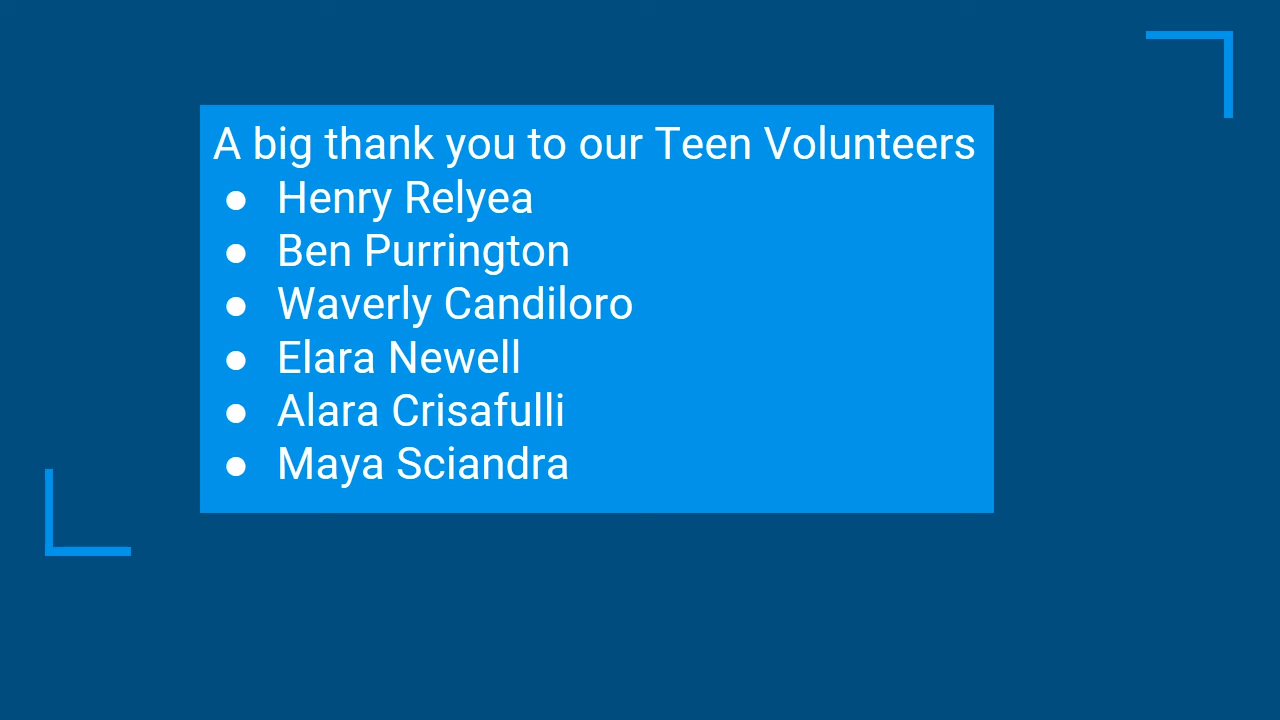 A big thank you to our Teen Volunteers
● Henry Relyea
● Ben Purrington
● Waverly Candiloro
● Elara Newell
● Alara Crisafulli
● Maya Sciandra